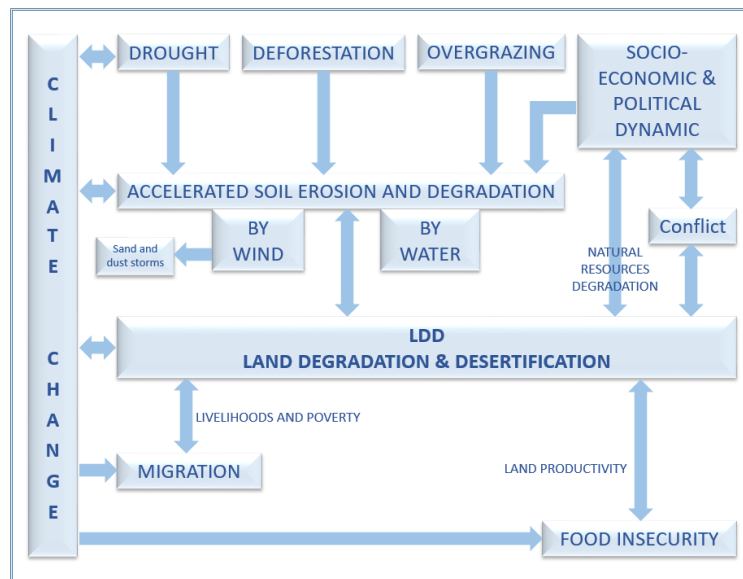 CLIMATE CHANGE
DROUGHT
DEFORESTATION
OVERGRAZING
SOCIO-
ECONOMIC &
POLITICAL
DYNAMIC
ACCELERATED SOIL EROSION AND DEGRADATION
BY
WIND
BY
WATER
Sand and
dust storms
Conflict
NATURAL
RESOURCES
DEGRADATION
LDD
LAND DEGRADATION & DESERTIFICATION
LIVELIHOODS AND POVERTY
MIGRATION
LAND PRODUCTIVITY
FOOD INSECURITY